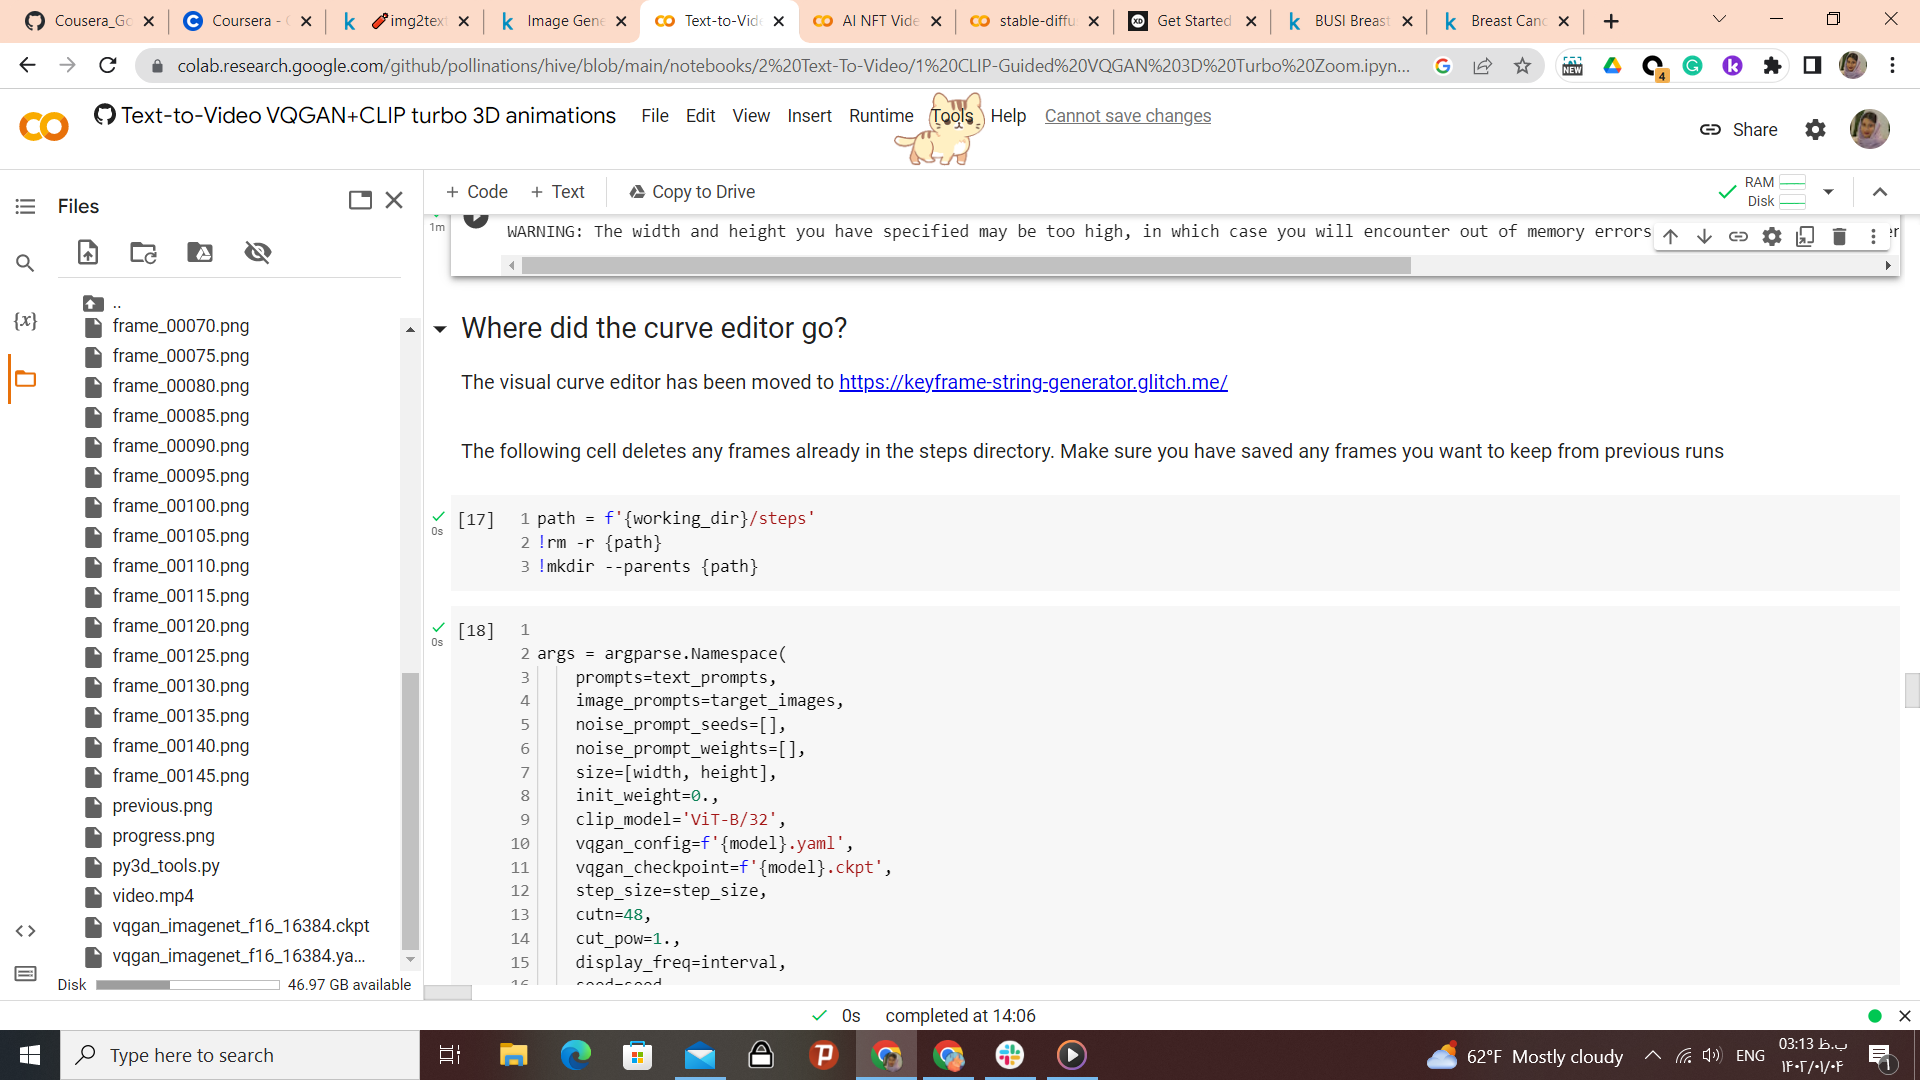 Cousera_Go
Coursera - C
img2text
Image Gene
Text-to-Vide
AI NFT Vide
stable-diffu
Get Started
BUSI Breast
Breast Canc
colab.research.google.com/github/pollinations/hive/blob/main/notebooks/2%20Text-To-Video/1%20CLIP-Guided%20VQGAN%203D%20Turbo%20Zoom.ipyn...
NEW
4
Text-to-Video VQGAN+CLIP turbo 3D animations
File Edit View Insert Runtime Tools Help Cannot save changes
Share
Files
+ Code + Text Copy to Drive
RAM
Disk
..
frame_00070.png
frame_00075.png
frame_00080.png
frame_00085.png
frame_00090.png
frame_00095.png
frame_00100.png
frame_00105.png
frame_00110.png
frame_00115.png
frame_00120.png
frame_00125.png
frame_00130.png
frame_00135.png
frame_00140.png
frame_00145.png
previous.png
progress.png
py3d_tools.py
video.mp4
vqgan_imagenet_f16_16384.ckpt
vqgan_imagenet_f16_16384.ya...
Disk 46.97 GB available
1m
WARNING: The width and height you have specified may be too high, in which case you will encounter out of memory errors
Where did the curve editor go?
The visual curve editor has been moved to https://keyframe-string-generator.glitch.me/
The following cell deletes any frames already in the steps directory. Make sure you have saved any frames you want to keep from previous runs
0s
[17]
1 path = f'{working_dir}/steps'
2 !rm -r {path}
3 !mkdir --parents {path}
0s
[18]
1
2 args = argparse.Namespace(
3 prompts=text_prompts,
4 image_prompts=target_images,
5 noise_prompt_seeds=[],
6 noise_prompt_weights=[],
7 size=[width, height],
8 init_weight=0.,
9 clip_model='ViT-B/32',
10 vqgan_config=f'{model}.yaml',
11 vqgan_checkpoint=f'{model}.ckpt',
12 step_size=step_size,
13 cutn=48,
14 cut_pow=1.,
15 display_freq=interval,
16 seed=seed
0s completed at 14:06
Type here to search
62°F Mostly cloudy
ENG
03:13 ب.ظ
۱۴۰۲/۰۱/۰۴
1